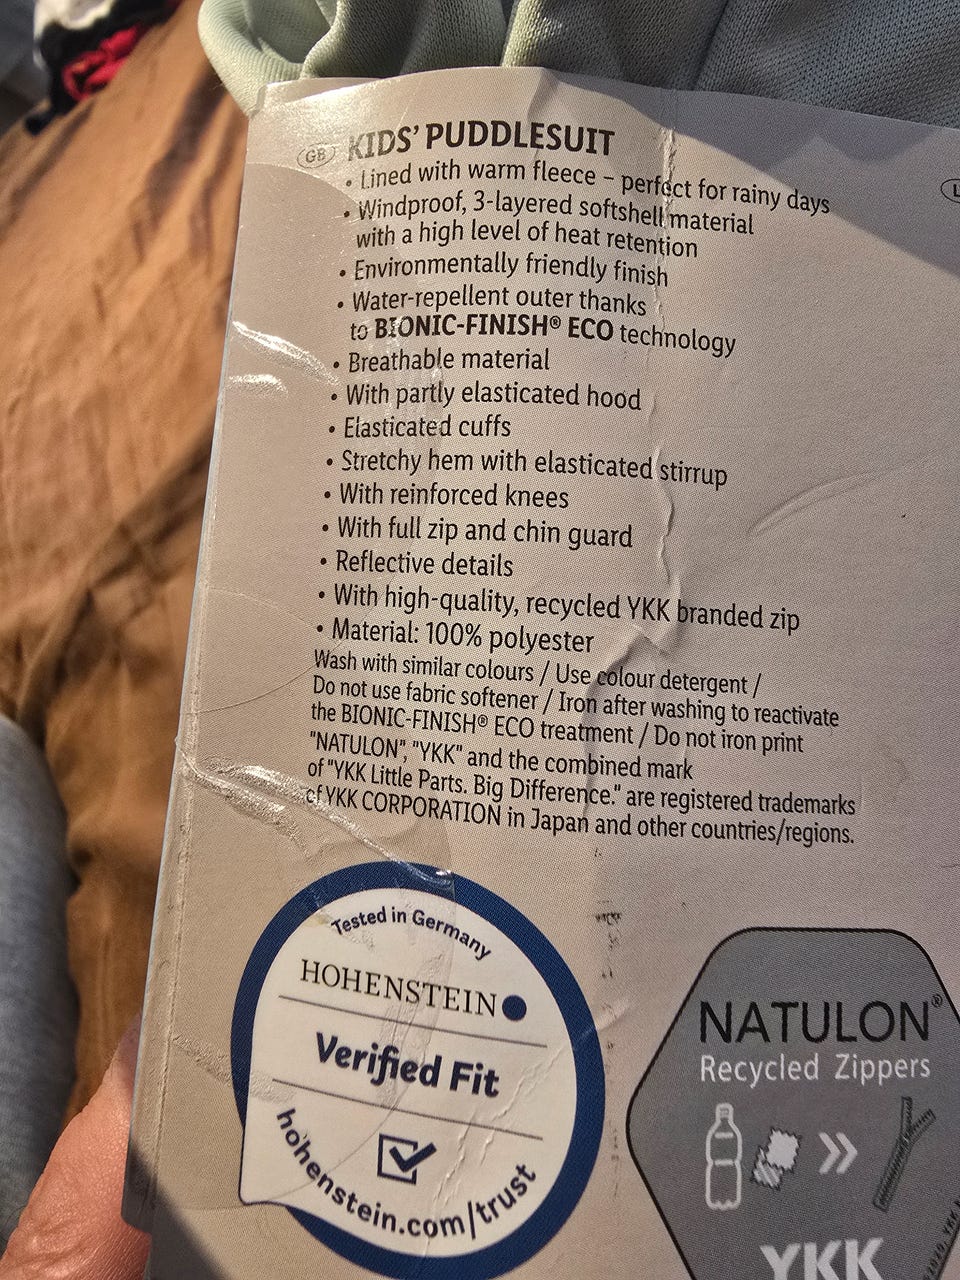 GB KIDS' PUDDLESUIT
• Lined with warm fleece – perfect for rainy days
• Windproof, 3-layered softshell material
with a high level of heat retention
• Environmentally friendly finish
• Water-repellent outer thanks
to BIONIC-FINISH® ECO technology
• Breathable material
• With partly elasticated hood
• Elasticated cuffs
• Stretchy hem with elasticated stirrup
• With reinforced knees
• With full zip and chin guard
• Reflective details
• With high-quality, recycled YKK branded zip
• Material: 100% polyester
Wash with similar colours / Use colour detergent /
Do not use fabric softener / Iron after washing to reactivate
the BIONIC-FINISH® ECO treatment / Do not iron print
"NATULON", "YKK" and the combined mark
of "YKK Little Parts. Big Difference." are registered trademarks
of YKK CORPORATION in Japan and other countries/regions.
Tested in Germany
HOHENSTEIN
Verified Fit
hohenstein.com/trust
NATULON®
Recycled Zippers
YKK